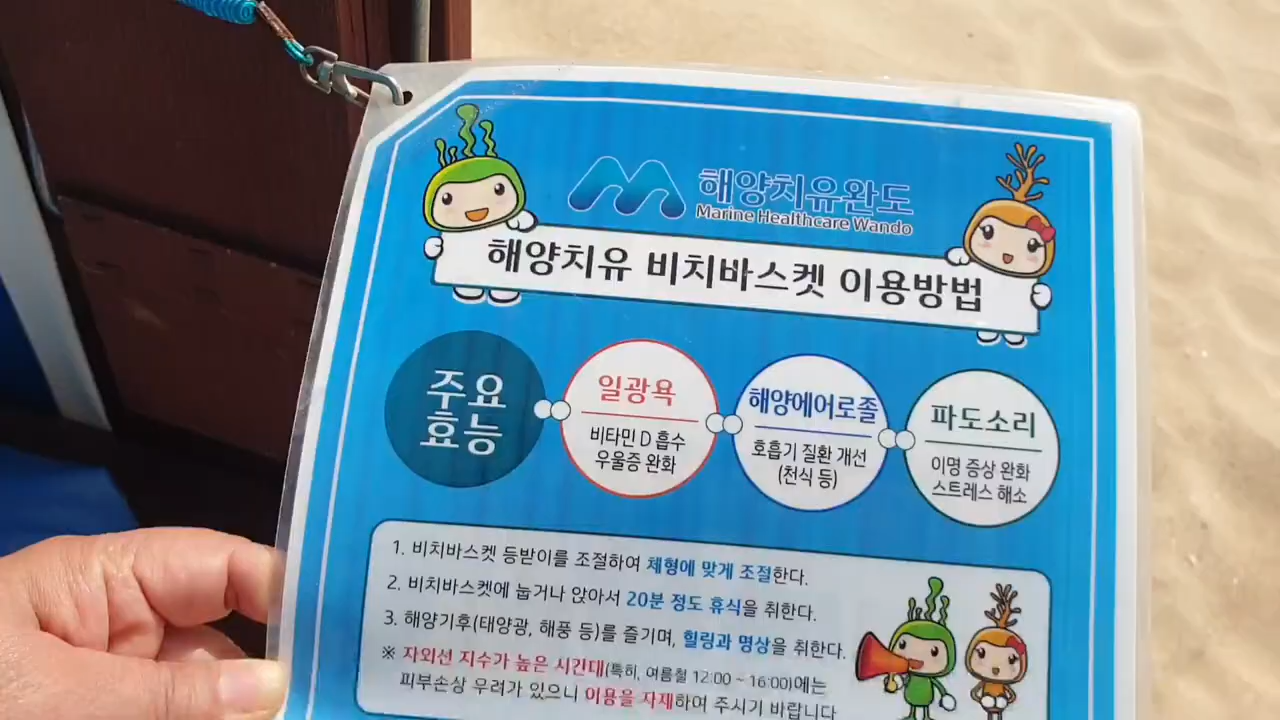 해양치유완도
Marine Healthcare Wando
해양치유 비치바스켓 이용방법
주요
효능
일광욕
비타민 D 흡수
우울증 완화
해양에어로졸
호흡기 질환 개선
(천식 등)
파도소리
이명 증상 완화
스트레스 해소
1. 비치바스켓 등받이를 조절하여 체형에 맞게 조절한다.
2. 비치바스켓에 눕거나 앉아서 20분 정도 휴식을 취한다.
3. 해양기후(태양광, 해풍 등)를 즐기며, 힐링과 명상을 취한다.
※ 자외선 지수가 높은 시간대(특히, 여름철 12:00 ~ 16:00)에는
피부손상 우려가 있으니 이용을 자제하여 주시기 바랍니다